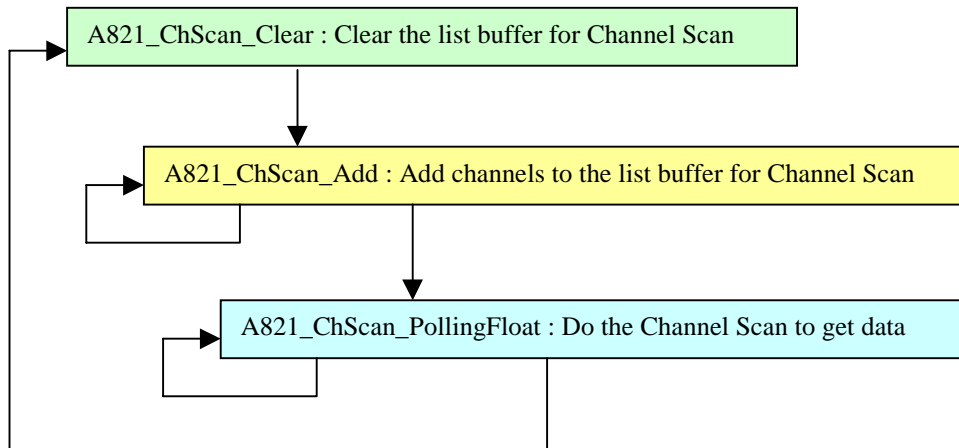 A821_ChScan_Clear : Clear the list buffer for Channel Scan
A821_ChScan_Add : Add channels to the list buffer for Channel Scan
A821_ChScan_PollingFloat : Do the Channel Scan to get data